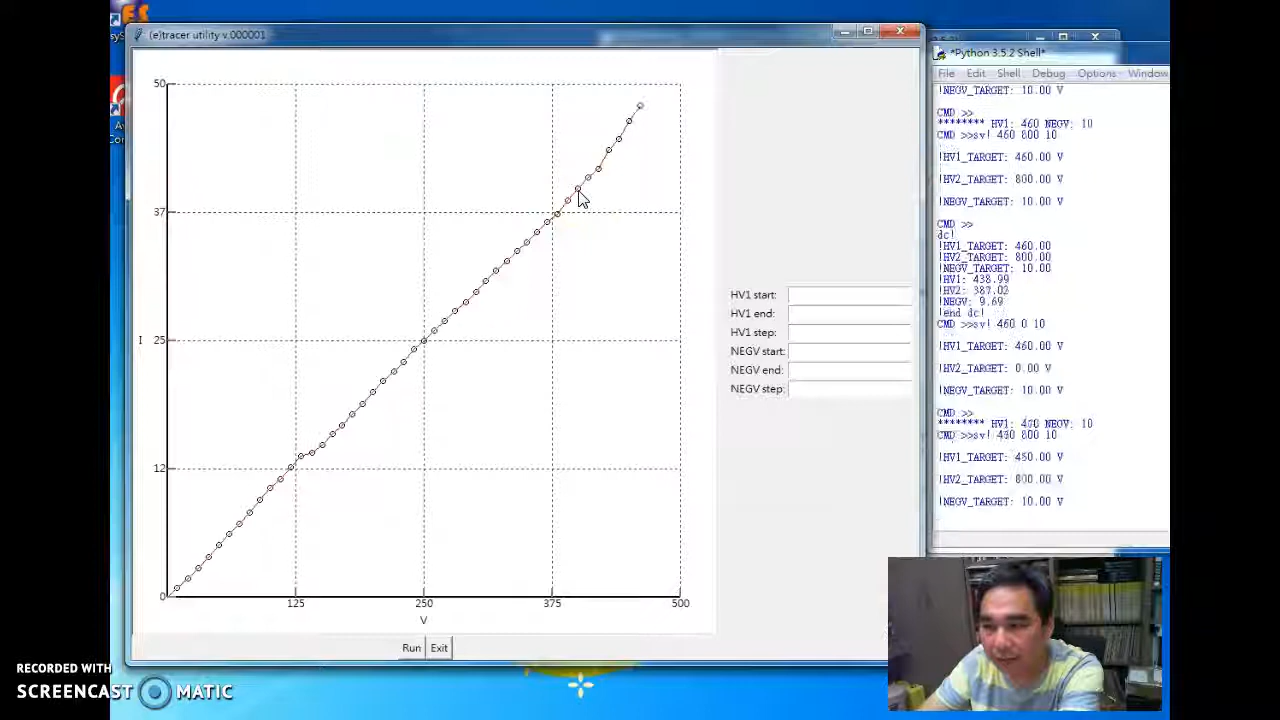 (e)tracer utility v.000001
50
37
I 25
12
0
125 250 375 500
V
HV1 start:
HV1 end:
HV1 step:
NEGV start:
NEGV end:
NEGV step:
Run Exit
*Python 3.5.2 Shell*
File Edit Shell Debug Options Window
!NEGV_TARGET: 10.00 V
CMD >>
******** HV1: 460 NEGV: 10
CMD >>sv! 460 800 10
!HV1_TARGET: 460.00 V
!HV2_TARGET: 800.00 V
!NEGV_TARGET: 10.00 V
CMD >>
dc!
!HV1_TARGET: 460.00
!HV2_TARGET: 800.00
!NEGV_TARGET: 10.00
!HV1: 438.99
!HV2: 387.02
!NEGV: 9.69
!end dc!
CMD >>sv! 460 0 10
!HV1_TARGET: 460.00 V
!HV2_TARGET: 0.00 V
!NEGV_TARGET: 10.00 V
CMD >>
******** HV1: NEGV: 10
CMD >>sv! 800 10
!HV1_TARGET: V
!HV2_TARGET: 800.00 V
!NEGV_TARGET: 10.00 V
RECORDED WITH
SCREENCAST MATIC